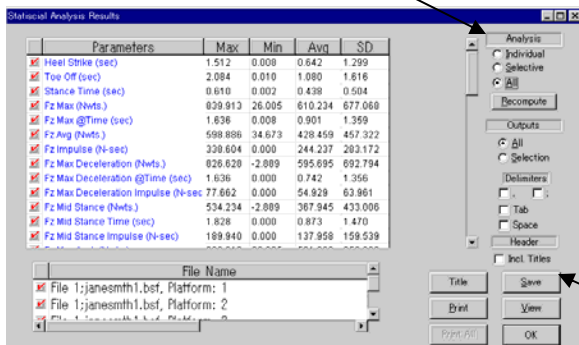 Statiscial Analysis Results
Parameters Max Min Avg SD
Heel Strike (sec) 1.512 0.008 0.642 1.299
Toe Off (sec) 2.084 0.010 1.080 1.616
Stance Time (sec) 0.610 0.002 0.438 0.504
Fz Max (Nwts.) 839.913 26.005 610.234 677.068
Fz Max @Time (sec) 1.636 0.008 0.901 1.359
Fz Avg (Nwts.) 598.886 34.673 428.459 457.322
Fz Impulse (N-sec) 338.604 0.000 244.237 283.172
Fz Max Deceleration (Nwts.) 826.628 -2.889 595.695 692.794
Fz Max Deceleration @Time (sec) 1.636 0.000 0.742 1.356
Fz Max Deceleration Impulse (N-sec 77.662 0.000 54.929 63.961
Fz Mid Stance (Nwts.) 534.234 -2.889 367.945 433.006
Fz Mid Stance Time (sec) 1.828 0.000 0.873 1.470
Fz Mid Stance Impulse (N-sec) 189.940 0.000 137.958 159.539
Analysis
Individual
Selective
All
Recompute
Outputs
All
Selection
Delimiters
, ;
Tab
Space
Header
Incl. Titles
File Name
File 1;janesmth1.bsf, Platform: 1
File 1;janesmth1.bsf, Platform: 2
Title Save
Print View
Print All OK